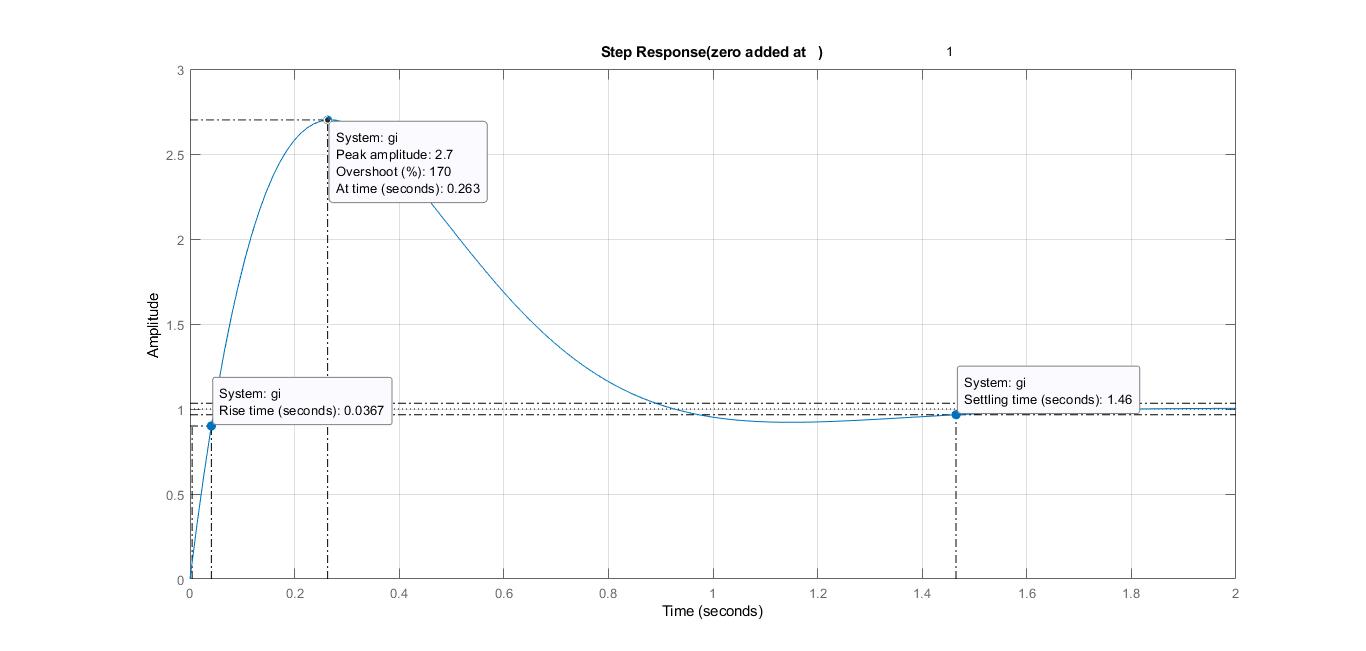 Step Response(zero added at ) 1
3
2.5
2
1.5
1
0.5
0
Amplitude
System: gi
Peak amplitude: 2.7
Overshoot (%): 170
At time (seconds): 0.263
System: gi
Rise time (seconds): 0.0367
System: gi
Settling time (seconds): 1.46
0 0.2 0.4 0.6 0.8 1 1.2 1.4 1.6 1.8 2
Time (seconds)